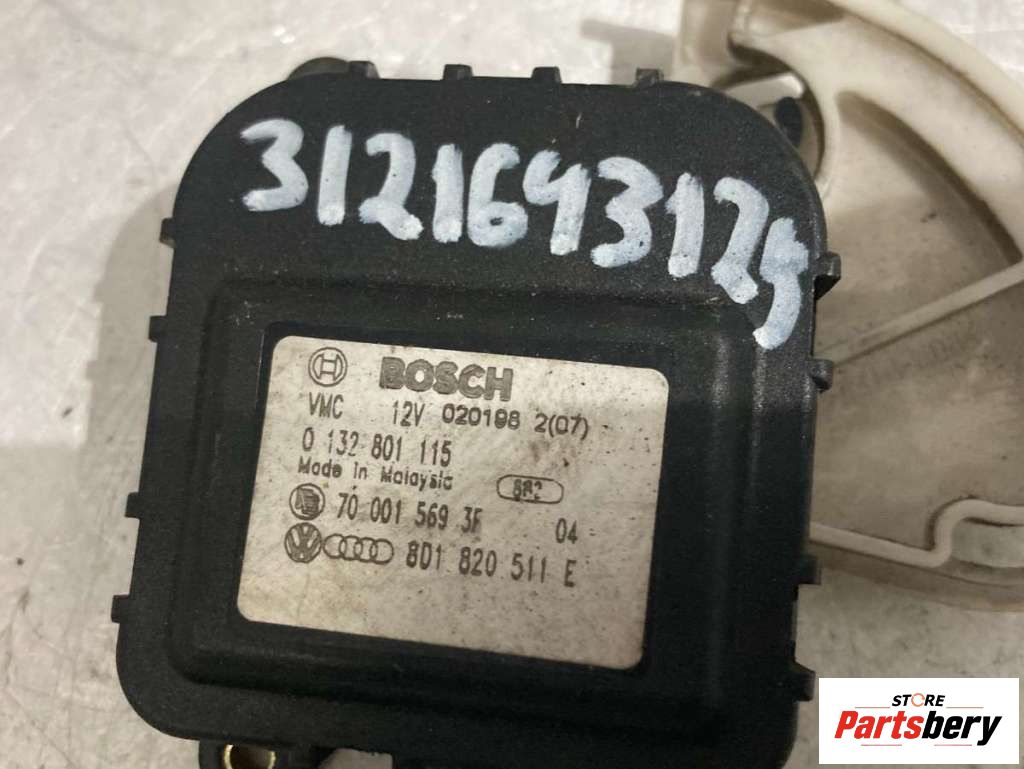 3121643125
BOSCH
VMC 12V 020198 2(07)
0 132 801 115
Made in Malaysia 882
70 001 569 3F 04
8D1 820 511 E
STORE
Partsbery